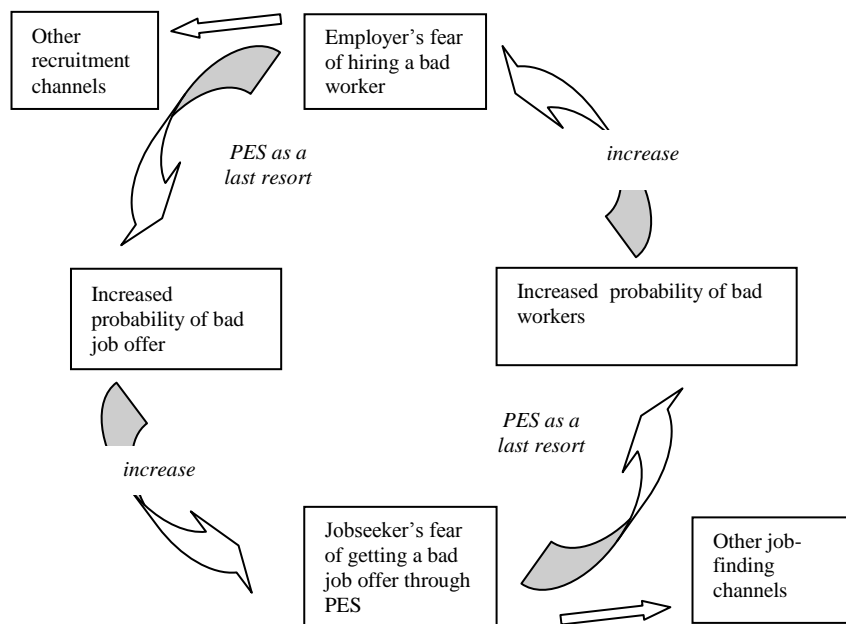 Other
recruitment
channels
Employer’s fear
of hiring a bad
worker
PES as a
last resort
increase
Increased
probability of bad
job offer
Increased probability of bad
workers
PES as a
last resort
increase
Jobseeker’s fear
of getting a bad
job offer through
PES
Other job-
finding
channels